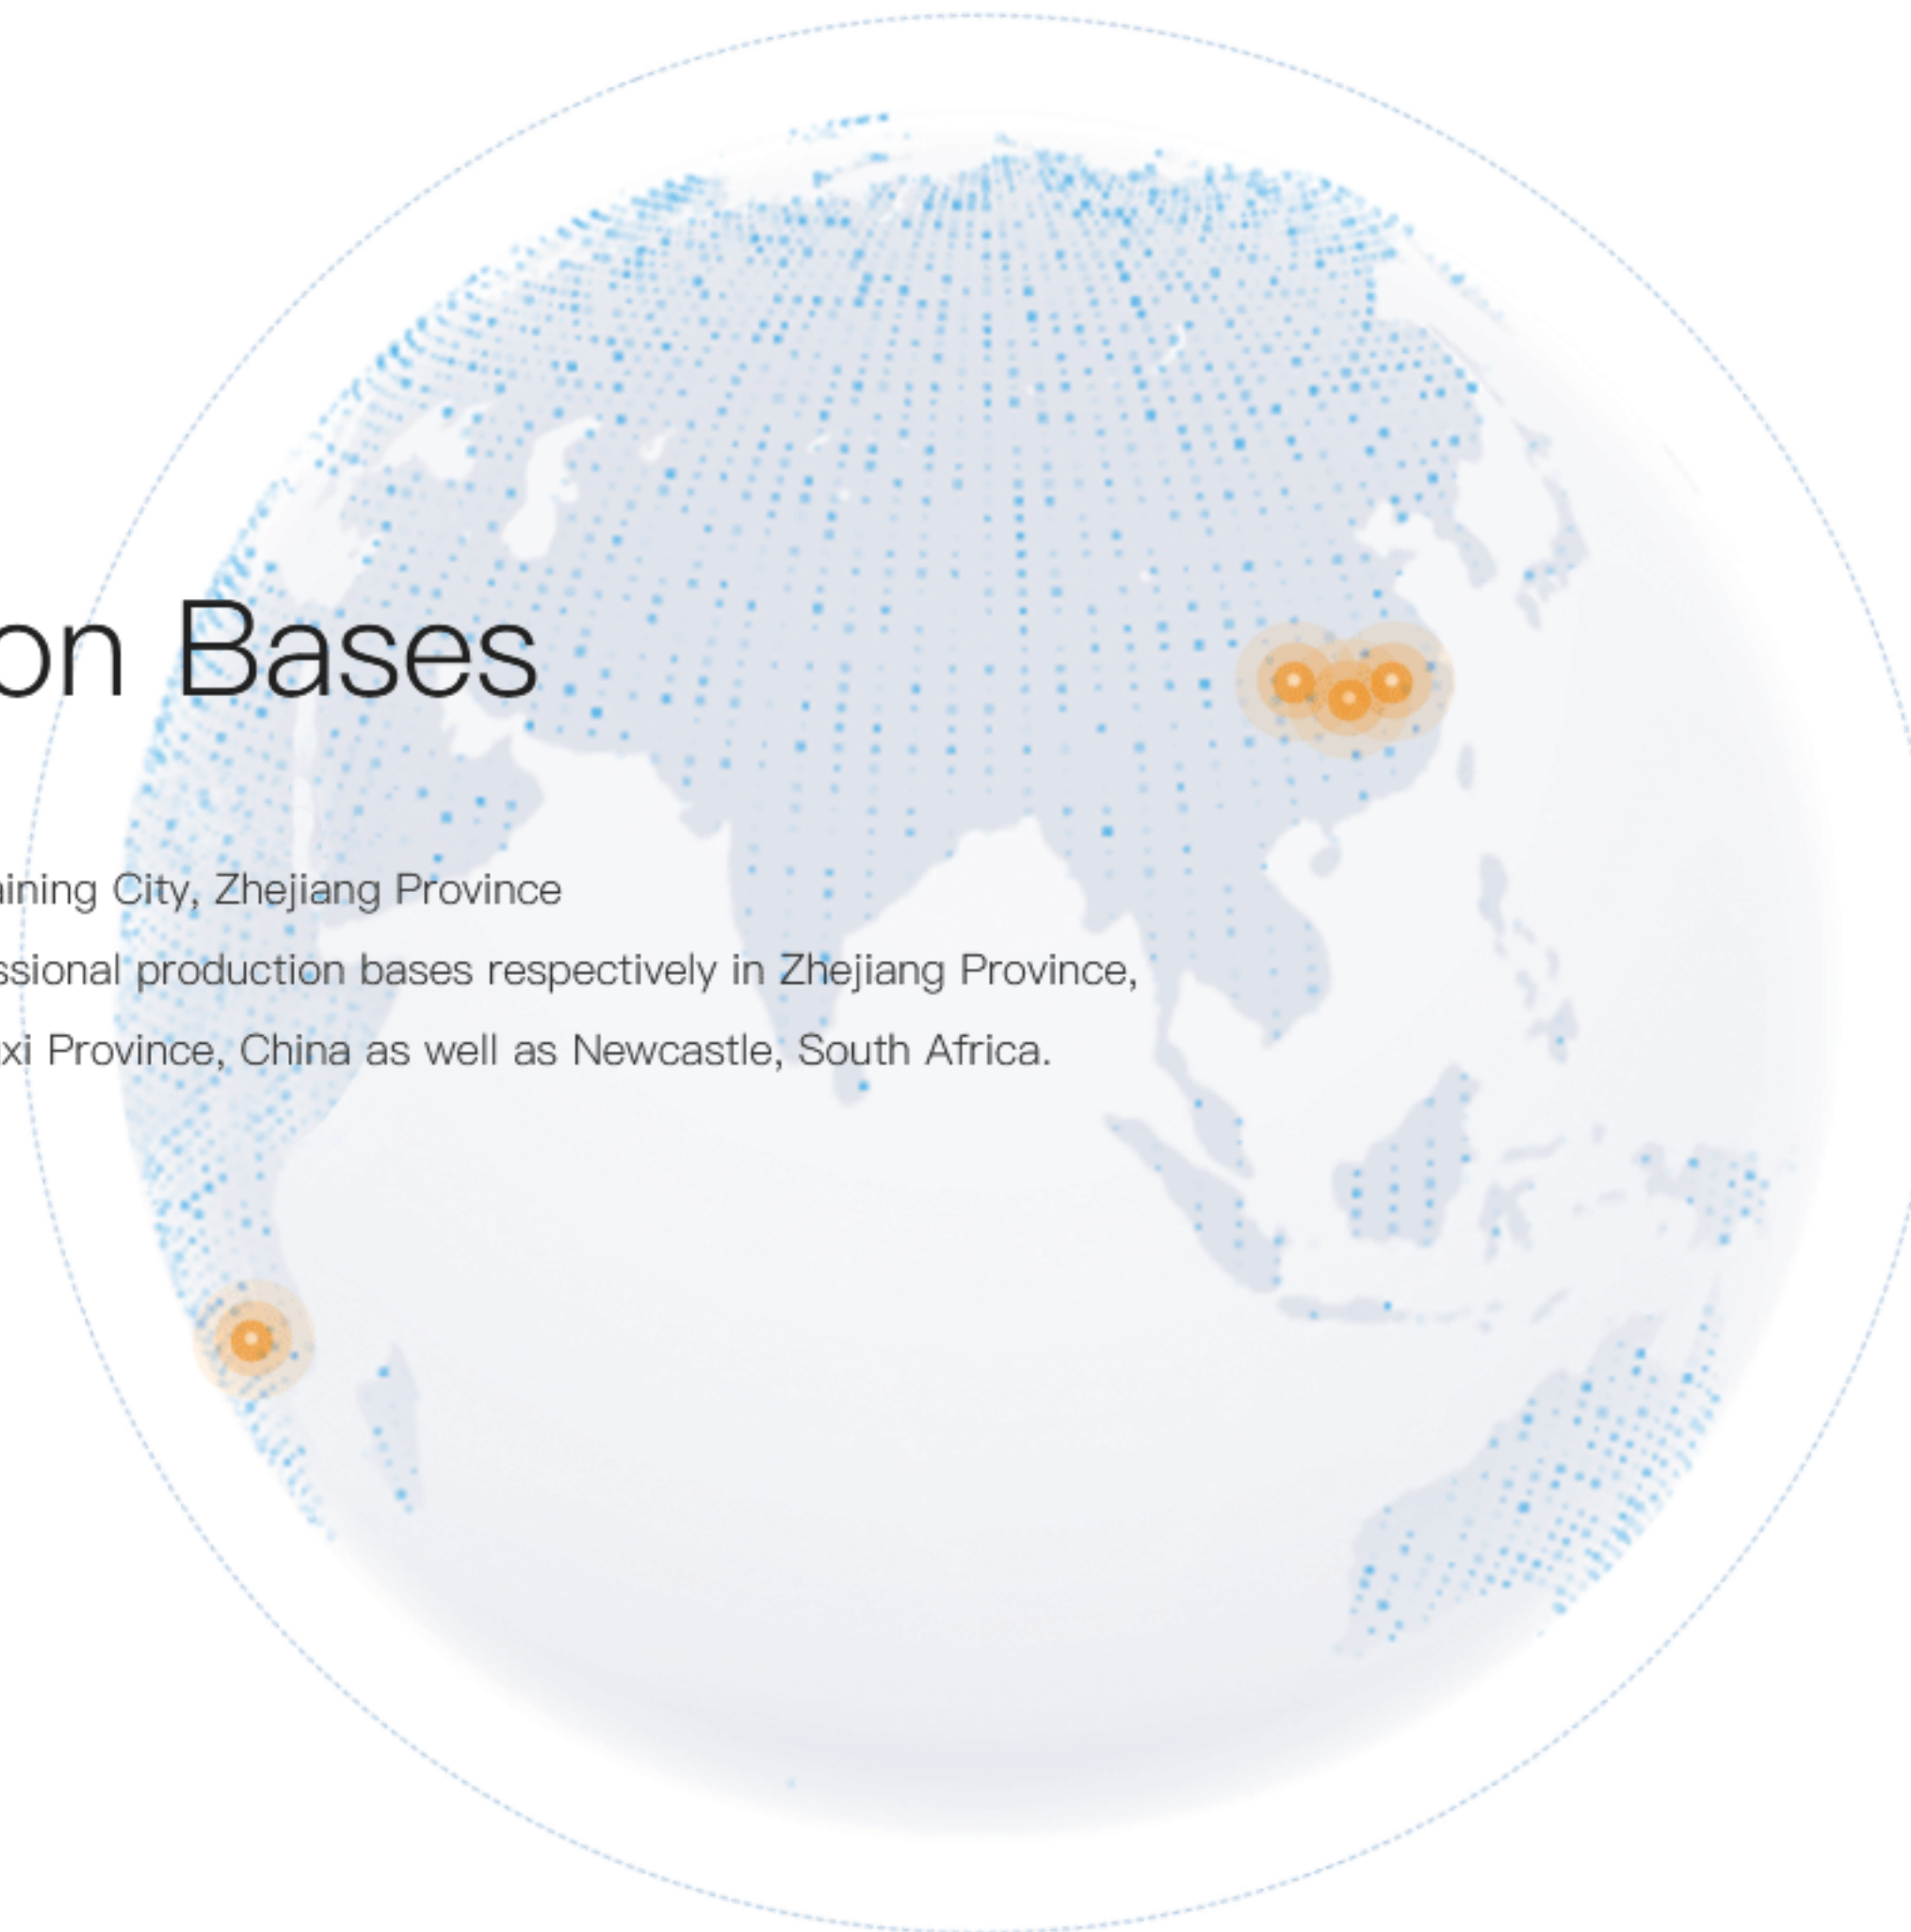 on Bases
ining City, Zhejiang Province
ssional production bases respectively in Zhejiang Province,
xi Province, China as well as Newcastle, South Africa.